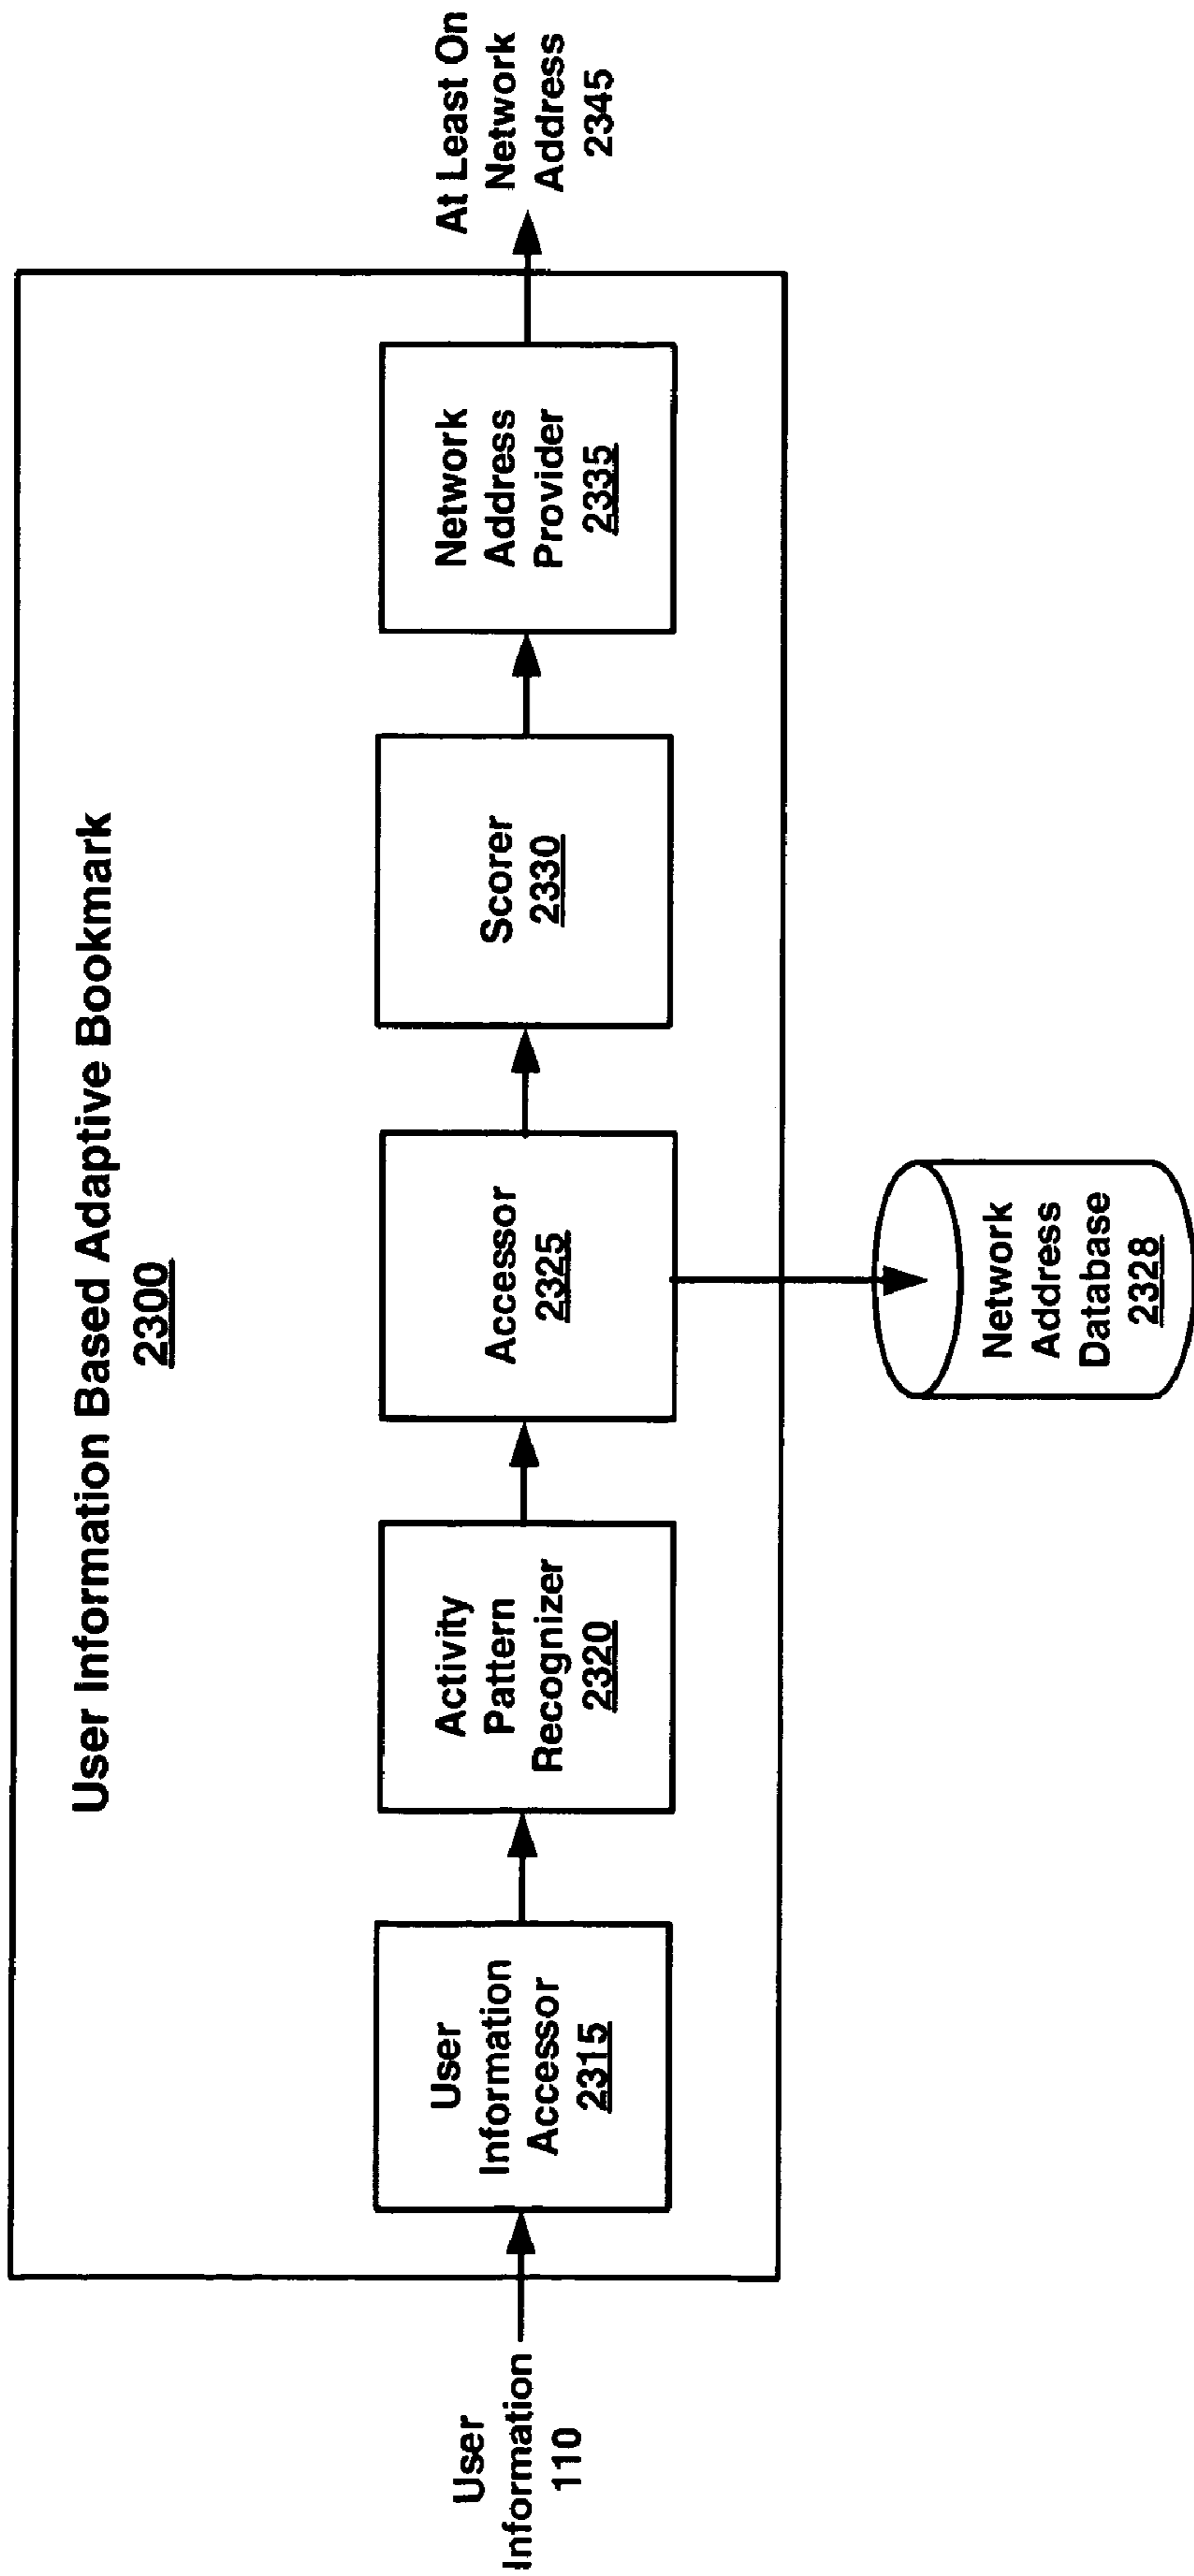 User Information Based Adaptive Bookmark
2300
User
Information
110
User
Information
Accessor
2315
Activity
Pattern
Recognizer
2320
Accessor
2325
Scorer
2330
Network
Address
Provider
2335
At Least On
Network
Address
2345
Network
Address
Database
2328